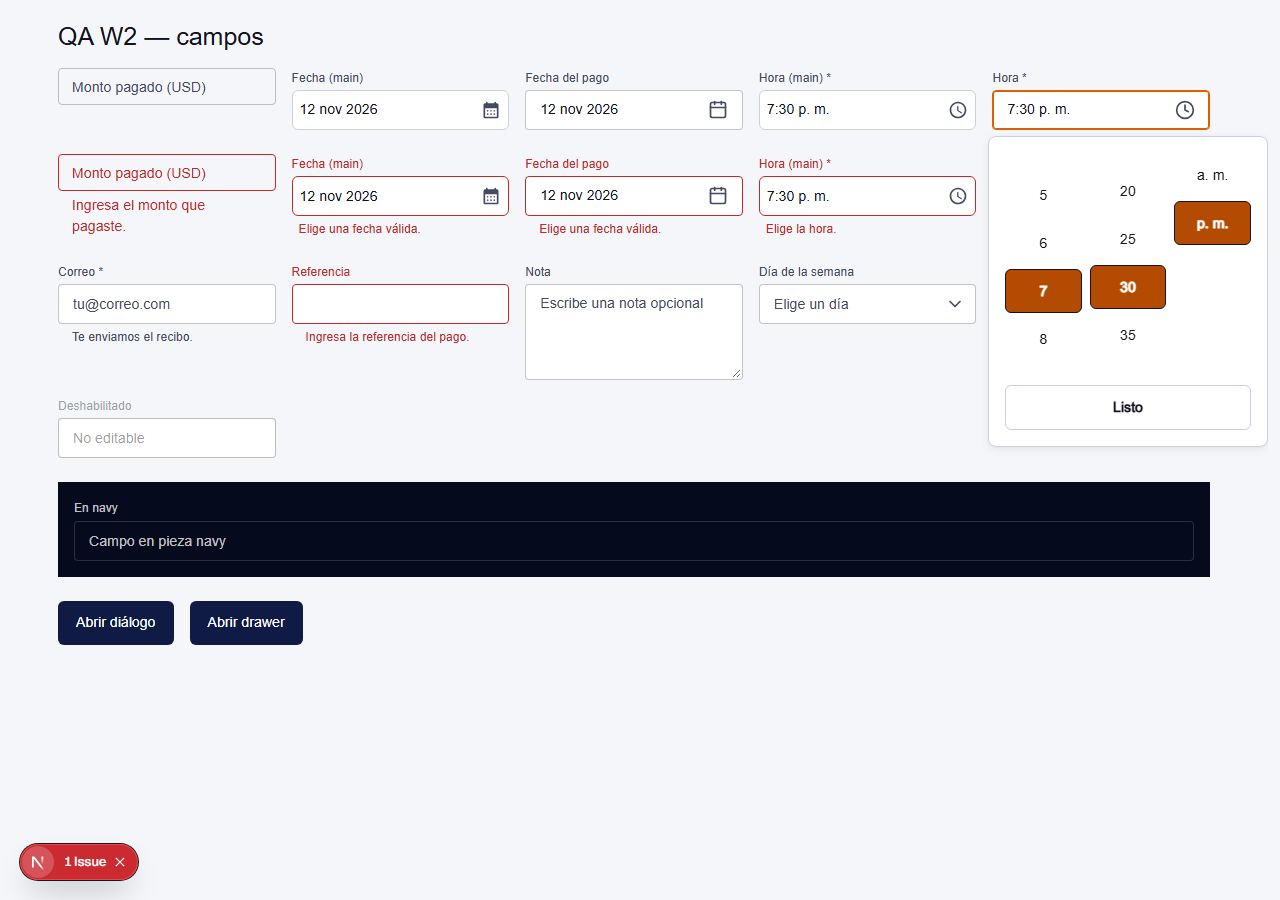 QA W2 — campos
Monto pagado (USD)
Fecha (main)
12 nov 2026
Fecha del pago
12 nov 2026
Hora (main) *
7:30 p. m.
Hora *
7:30 p. m.
Monto pagado (USD)
Ingresa el monto que
pagaste.
Fecha (main)
12 nov 2026
Elige una fecha válida.
Fecha del pago
12 nov 2026
Elige una fecha válida.
Hora (main) *
7:30 p. m.
Elige la hora.
5
6
7
8
20
25
30
35
a. m.
p. m.
Listo
Correo *
tu@correo.com
Te enviamos el recibo.
Referencia
Ingresa la referencia del pago.
Nota
Escribe una nota opcional
Día de la semana
Elige un día
Deshabilitado
No editable
En navy
Campo en pieza navy
Abrir diálogo
Abrir drawer
N
1 Issue